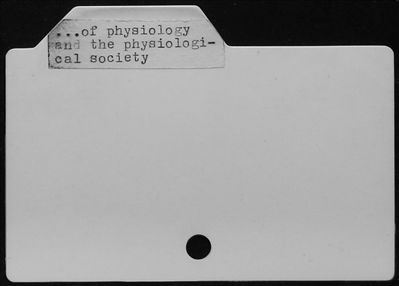 ...of physiology
and the physiologi-
cal society